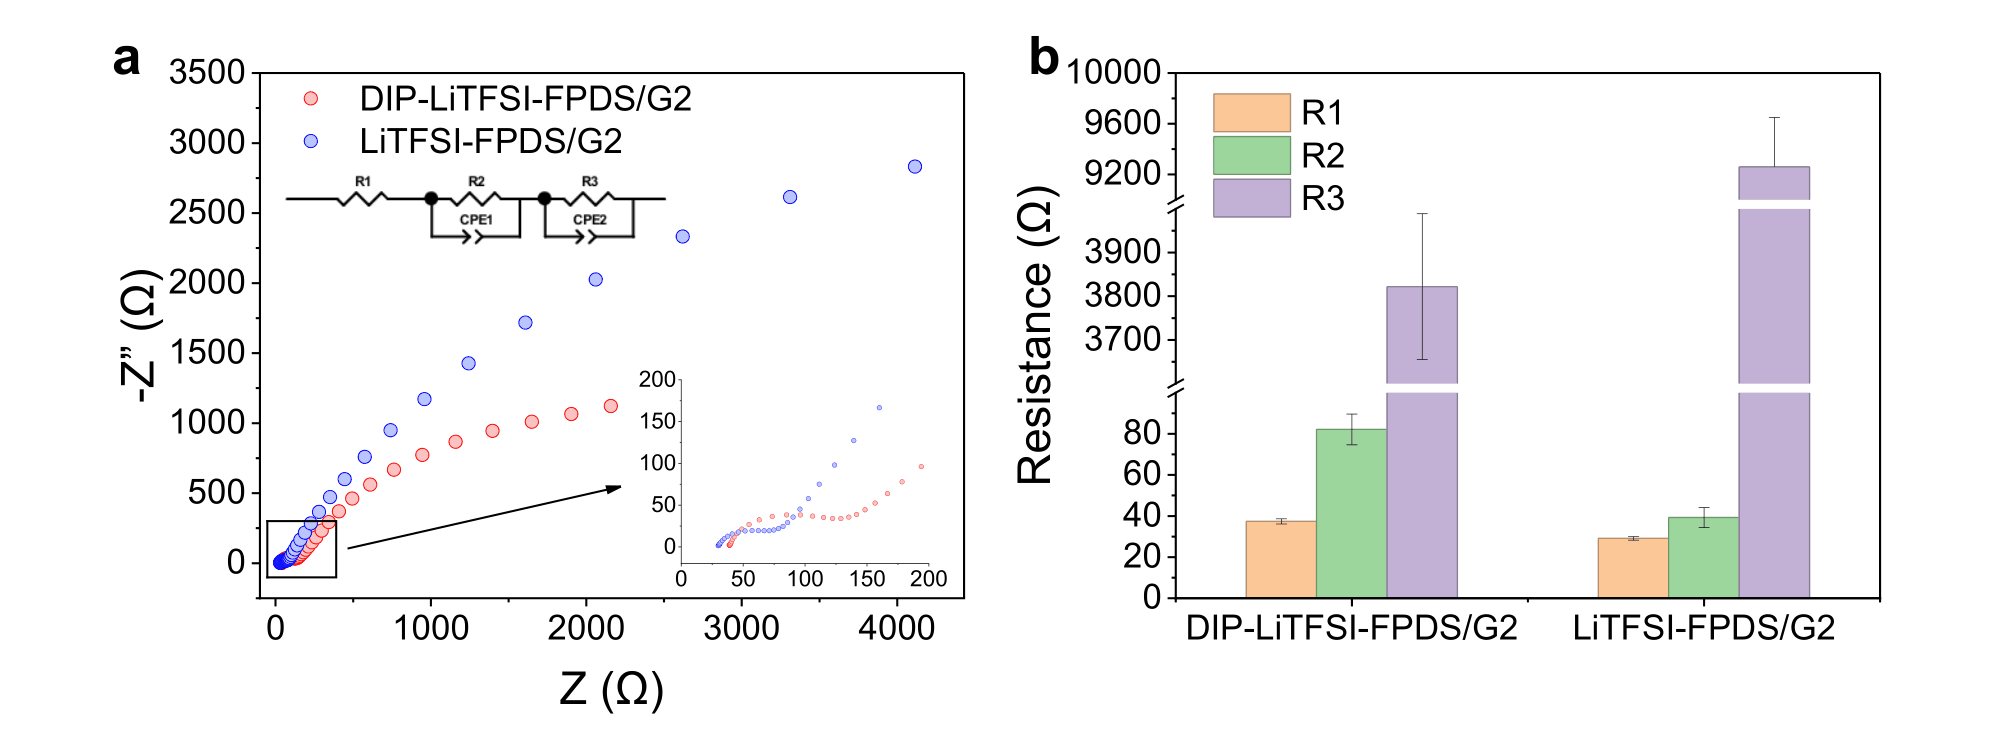 a
3500
3000
2500
2000
1500
1000
500
0
-Z” (Ω)
DIP-LiTFSI-FPDS/G2
LiTFSI-FPDS/G2
R1 R2 R3
CPE1 CPE2
200
150
100
50
0
0 50 100 150 200
0 1000 2000 3000 4000
Z (Ω)
b
10000
9600
9200
3900
3800
3700
80
60
40
20
0
Resistance (Ω)
R1
R2
R3
DIP-LiTFSI-FPDS/G2 LiTFSI-FPDS/G2